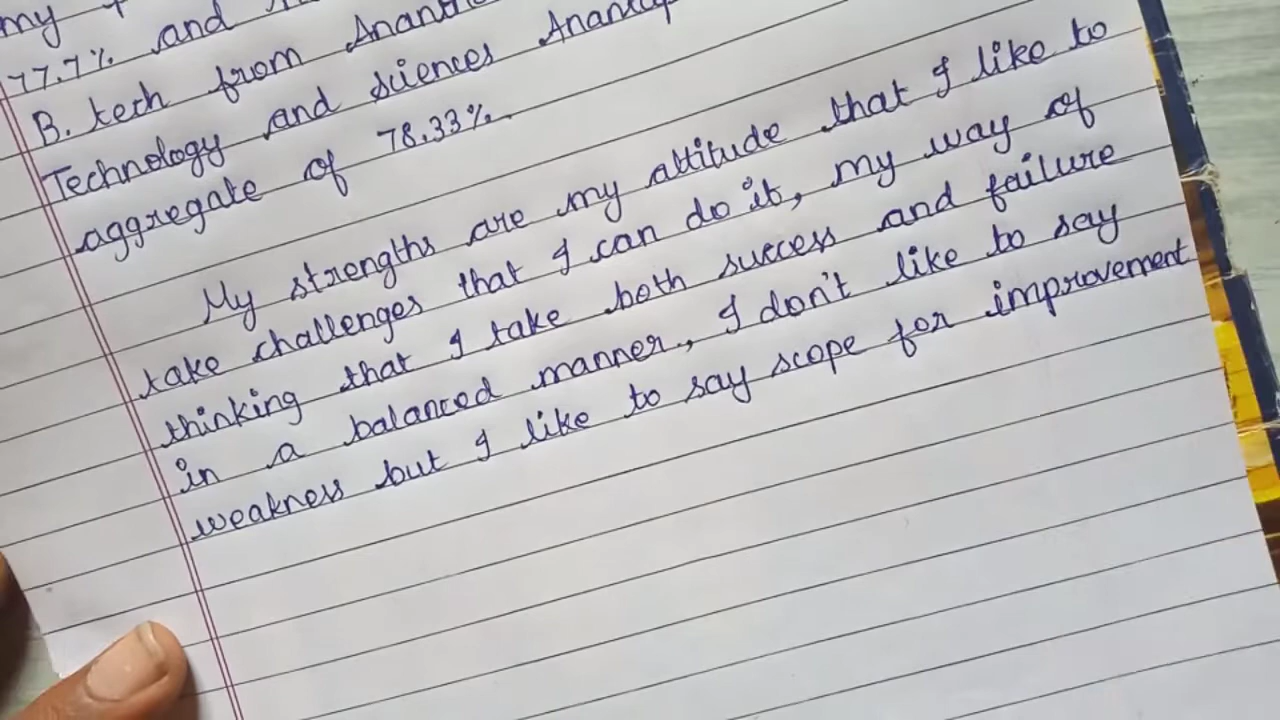 my
77.7% and
B. tech from
Technology and sciences
aggregate of 78.33%.
My strengths are my attitude that I like to
take challenges that I can do it, my way of
thinking that I take both success and failure
in a balanced manner, I don't like to say
weakness but I like to say scope for improvement